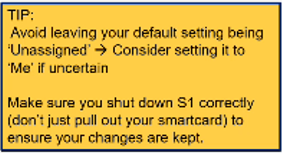 TIP:
Avoid leaving your default setting being
‘Unassigned’ → Consider setting it to
‘Me’ if uncertain
Make sure you shut down S1 correctly
(don’t just pull out your smartcard) to
ensure your changes are kept.